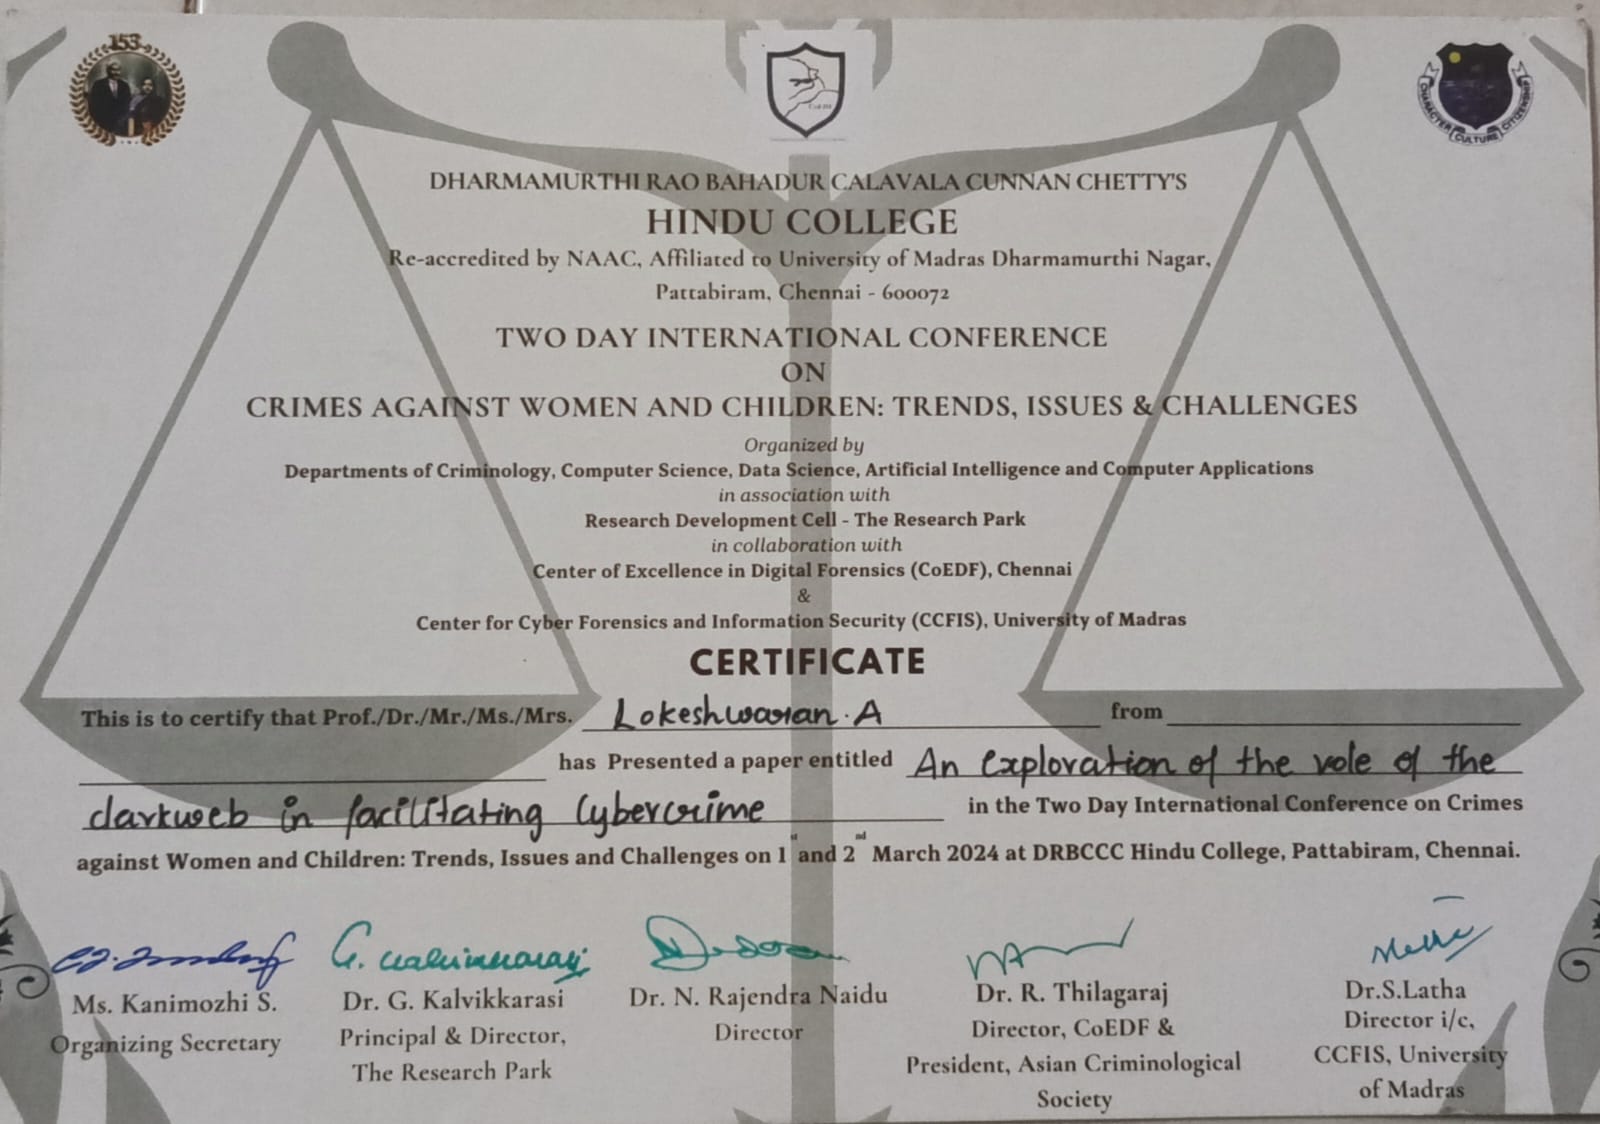 153
CoEDF
CHARACTER CULTURE CITIZENSHIP
DHARMAMURTHI RAO BAHADUR CALAVALA CUNNAN CHETTY'S
HINDU COLLEGE
Re-accredited by NAAC, Affiliated to University of Madras Dharmamurthi Nagar,
Pattabiram, Chennai - 600072
TWO DAY INTERNATIONAL CONFERENCE
ON
CRIMES AGAINST WOMEN AND CHILDREN: TRENDS, ISSUES & CHALLENGES
Organized by
Departments of Criminology, Computer Science, Data Science, Artificial Intelligence and Computer Applications
in association with
Research Development Cell - The Research Park
in collaboration with
Center of Excellence in Digital Forensics (CoEDF), Chennai
&
Center for Cyber Forensics and Information Security (CCFIS), University of Madras
CERTIFICATE
This is to certify that Prof./Dr./Mr./Ms./Mrs. Lokeshwaran.A from
has Presented a paper entitled An exploration of the role of the
darkweb in facilitating Cybercrime in the Two Day International Conference on Crimes
against Women and Children: Trends, Issues and Challenges on 1st and 2nd March 2024 at DRBCCC Hindu College, Pattabiram, Chennai.
Ms. Kanimozhi S.
Organizing Secretary
Dr. G. Kalvikkarasi
Principal & Director,
The Research Park
Dr. N. Rajendra Naidu
Director
Dr. R. Thilagaraj
Director, CoEDF &
President, Asian Criminological
Society
Dr.S.Latha
Director i/c,
CCFIS, University
of Madras